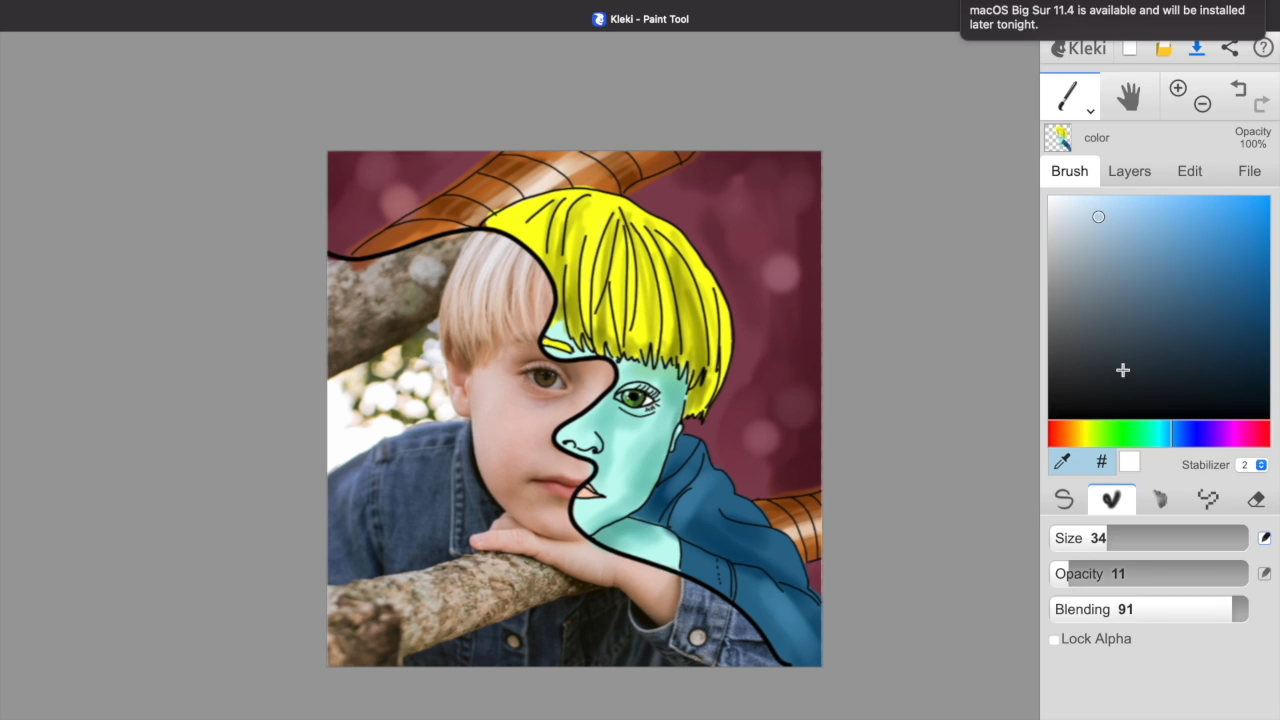 Kleki - Paint Tool
macOS Big Sur 11.4 is available and will be installed
later tonight.
Kleki
color
Opacity
100%
Brush Layers Edit File
# Stabilizer 2
Size 34
Opacity 11
Blending 91
Lock Alpha